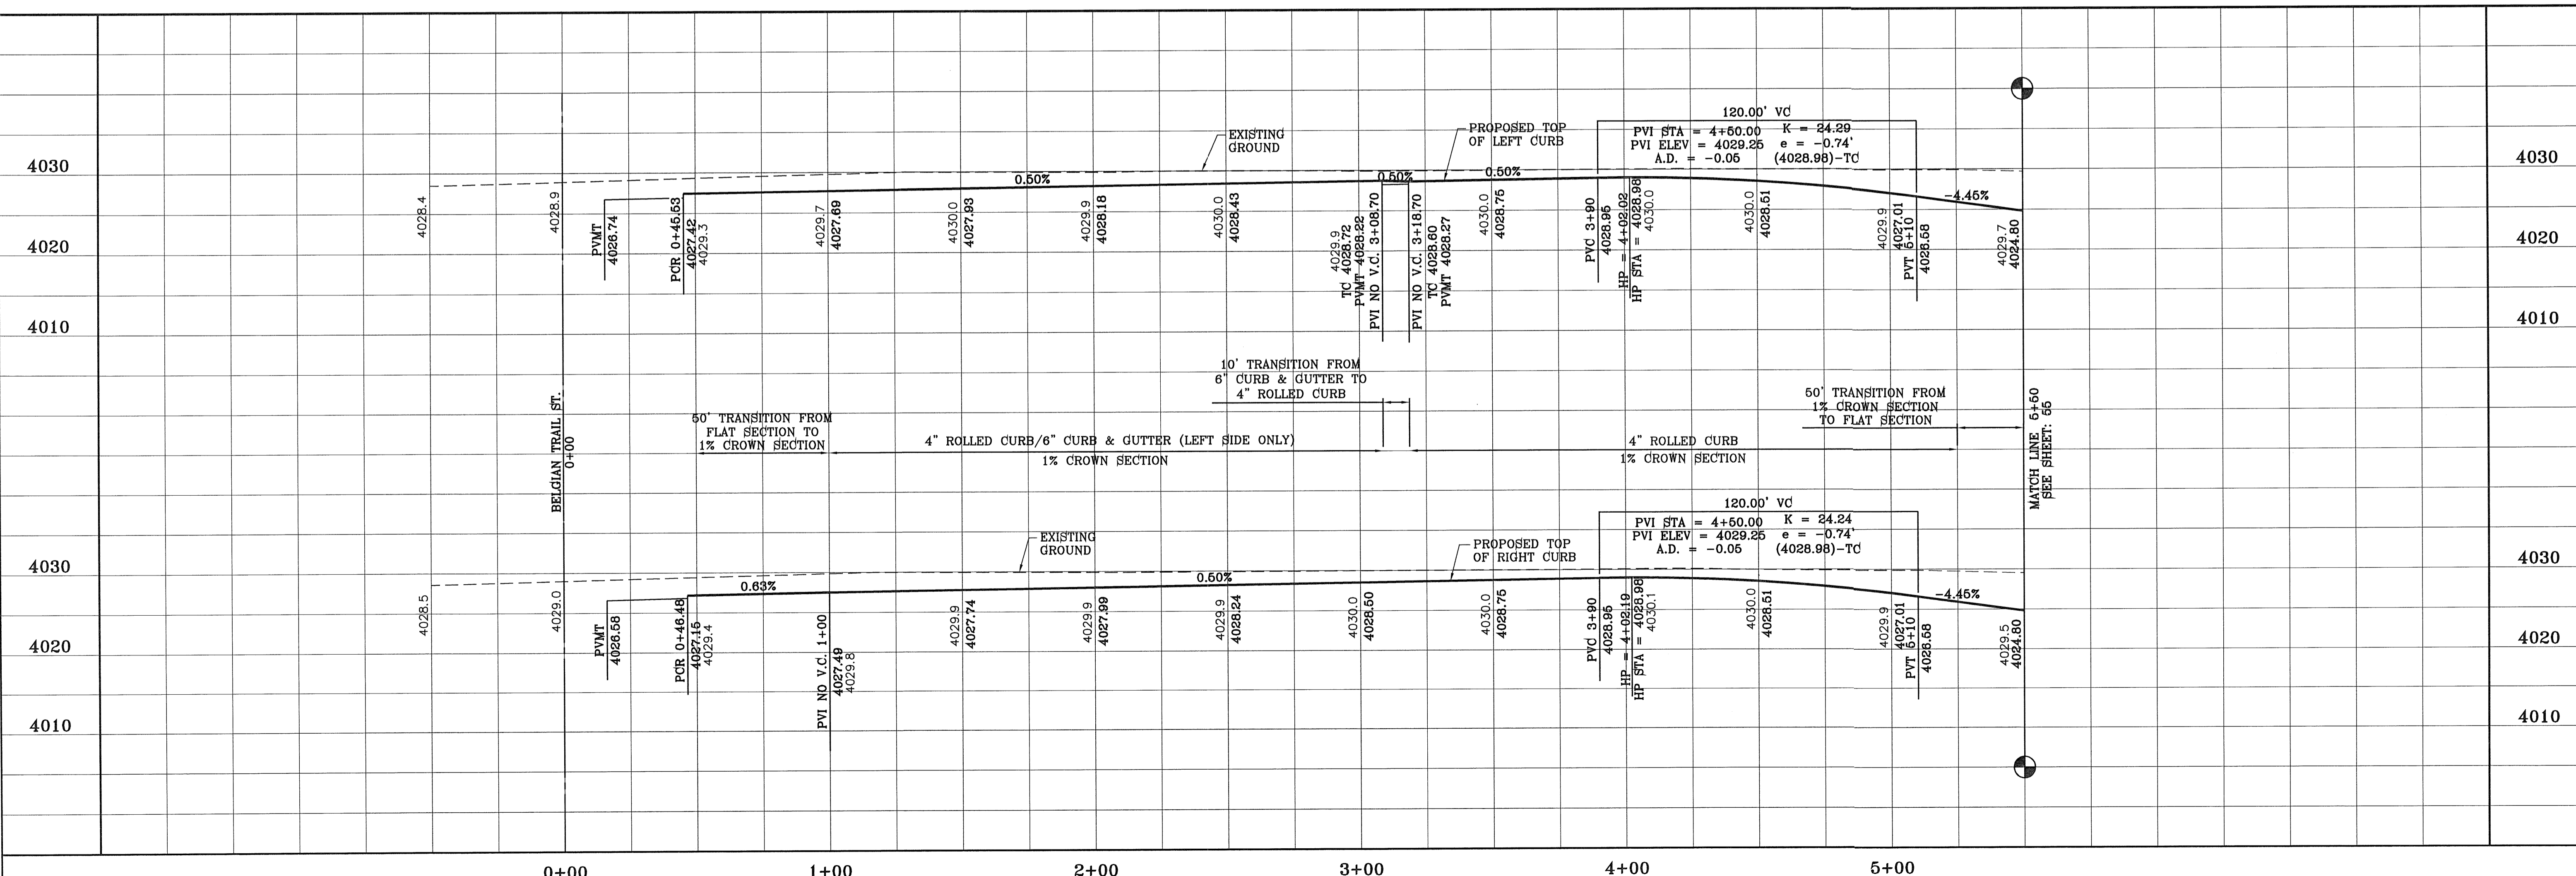 120.00' VC
PVI STA = 4+50.00 K = 24.29
PVI ELEV = 4029.25 e = -0.74'
A.D. = -0.05 (4028.98)-TC
EXISTING
GROUND
PROPOSED TOP
OF LEFT CURB
4030
4030
0.50%
0.50%
0.50%
-4.45%
4028.4
4028.9
PVMT
4026.74
PCR 0+45.53
4027.42
4029.3
4029.7
4027.69
4030.0
4027.93
4029.9
4028.18
4030.0
4028.43
4029.9
TC 4028.72
PVMT 4028.22
PVI NO V.C. 3+08.70
PVI NO V.C. 3+18.70
TC 4028.60
PVMT 4028.27
4030.0
4028.75
PVC 3+90
4028.95
HP = 4+02.02
HP STA = 4028.98
4030.0
4030.0
4028.51
4029.9
4027.01
PVT 5+10
4026.58
4029.7
4024.80
4020
4020
4010
4010
10' TRANSITION FROM
6" CURB & GUTTER TO
4" ROLLED CURB
BELGIAN TRAIL ST.
0+00
50' TRANSITION FROM
FLAT SECTION TO
1% CROWN SECTION
4" ROLLED CURB/6" CURB & GUTTER (LEFT SIDE ONLY)
1% CROWN SECTION
4" ROLLED CURB
1% CROWN SECTION
50' TRANSITION FROM
1% CROWN SECTION
TO FLAT SECTION
MATCH LINE 5+50
SEE SHEET: 55
120.00' VC
PVI STA = 4+50.00 K = 24.24
PVI ELEV = 4029.25 e = -0.74'
A.D. = -0.05 (4028.98)-TC
EXISTING
GROUND
PROPOSED TOP
OF RIGHT CURB
4030
4030
0.63%
0.50%
-4.45%
4028.5
4029.0
PVMT
4026.58
PCR 0+46.48
4027.15
4029.4
PVI NO V.C. 1+00
4027.49
4029.8
4029.9
4027.74
4029.9
4027.99
4029.9
4028.24
4030.0
4028.50
4030.0
4028.75
PVC 3+90
4028.95
HP = 4+02.19
HP STA = 4028.98
4030.1
4030.0
4028.51
4029.9
4027.01
PVT 5+10
4026.58
4029.5
4024.80
4020
4020
4010
4010
0+00 1+00 2+00 3+00 4+00 5+00